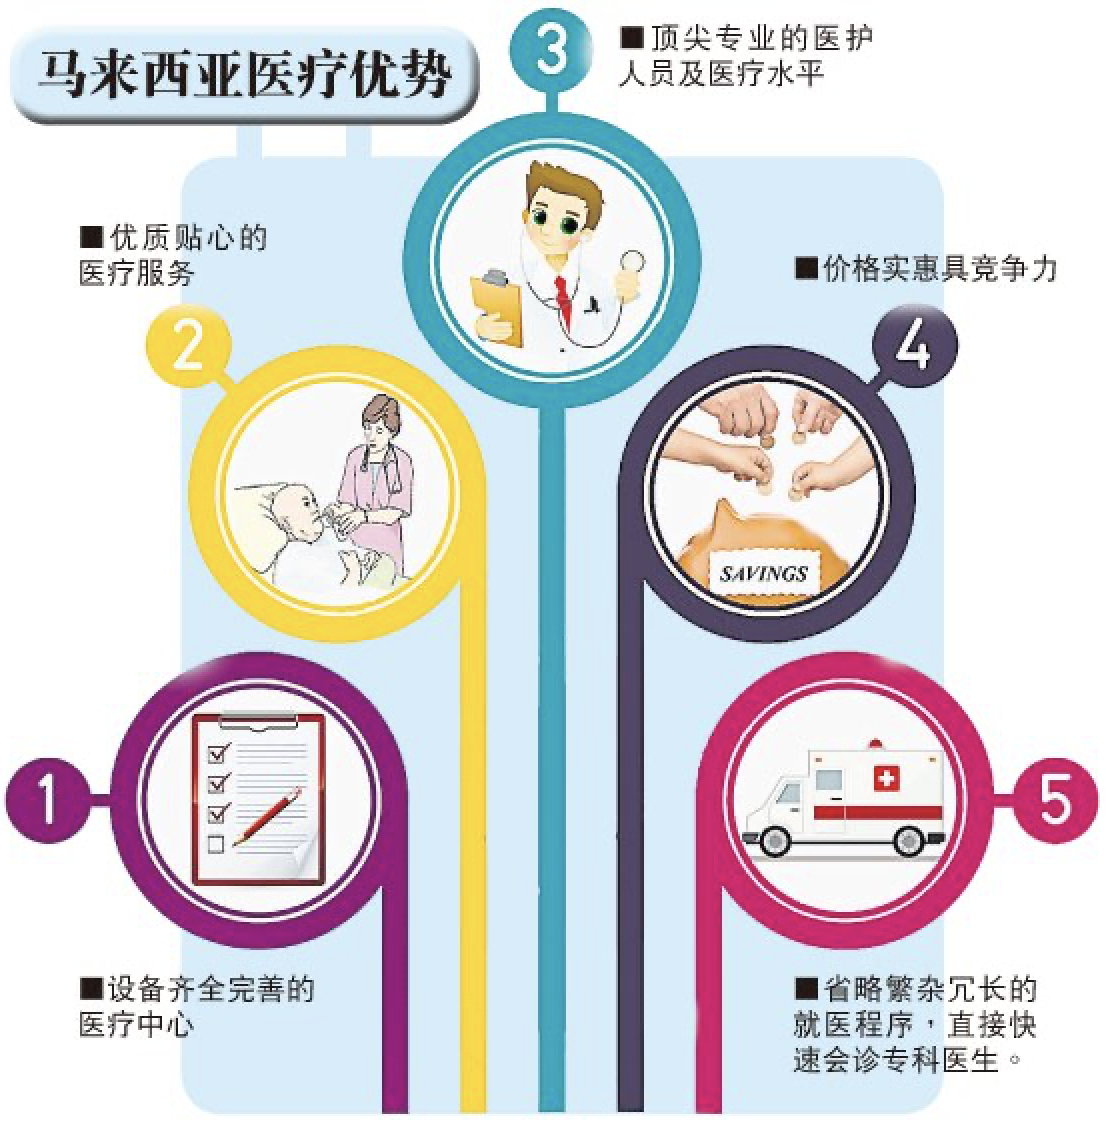 马来西亚医疗优势
3
■顶尖专业的医护
人员及医疗水平
■优质贴心的
医疗服务
2
■价格实惠具竞争力
4
SAVINGS
1
■设备齐全完善的
医疗中心
5
■省略繁杂冗长的
就医程序，直接快
速会诊专科医生。